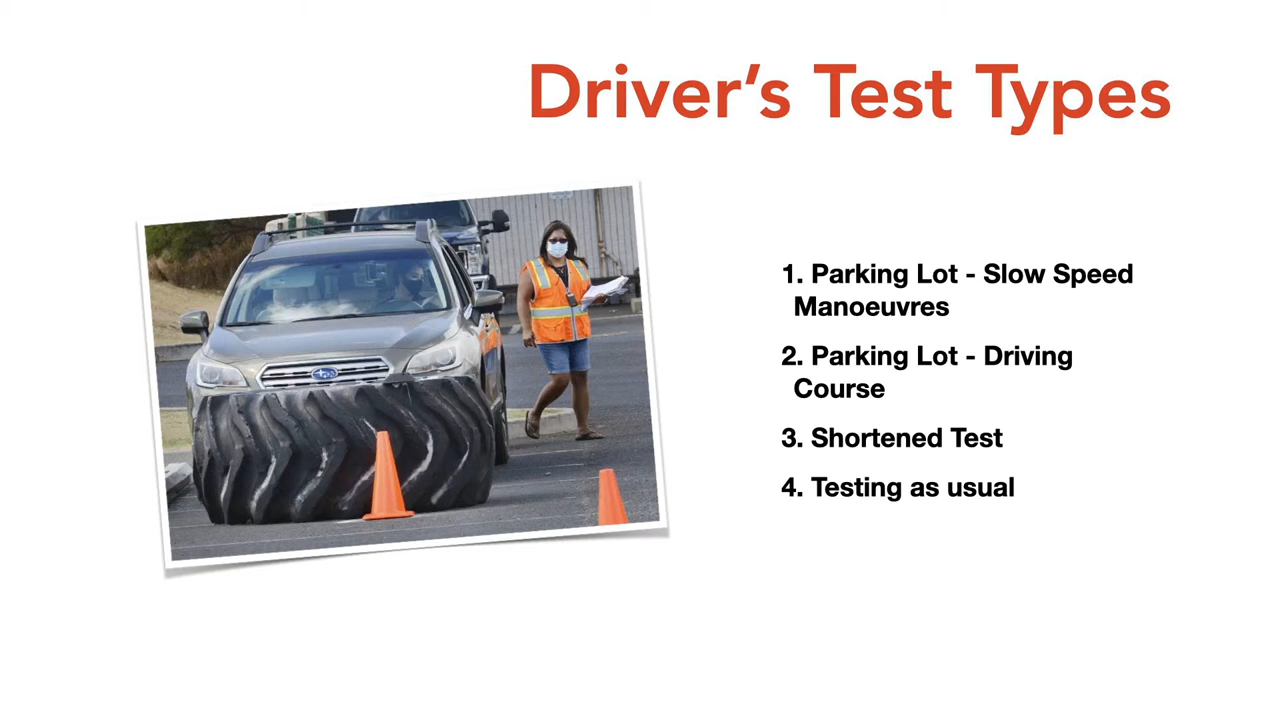 Driver’s Test Types
1. Parking Lot - Slow Speed
Manoeuvres
2. Parking Lot - Driving
Course
3. Shortened Test
4. Testing as usual